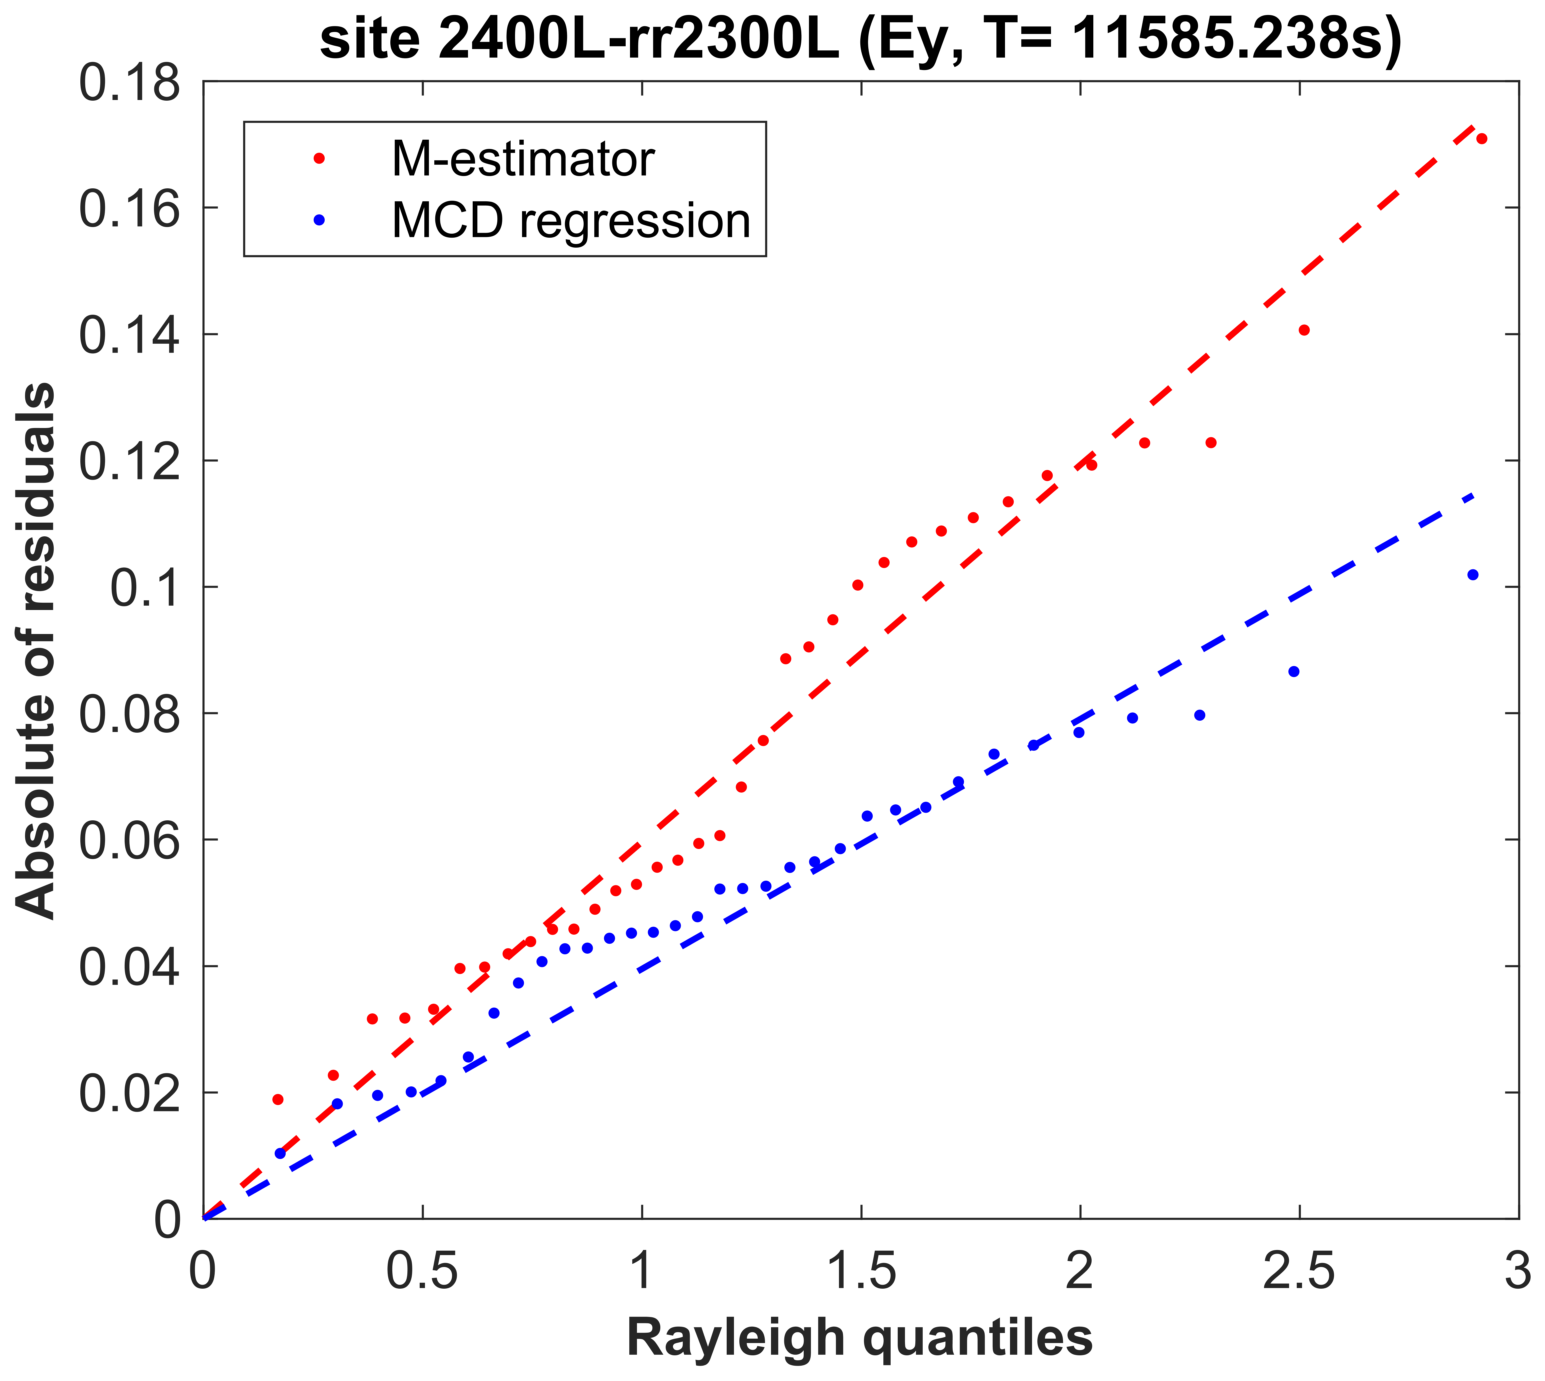 site 2400L-rr2300L (Ey, T= 11585.238s)
M-estimator
MCD regression
Absolute of residuals
0.18
0.16
0.14
0.12
0.1
0.08
0.06
0.04
0.02
0
0 0.5 1 1.5 2 2.5 3
Rayleigh quantiles